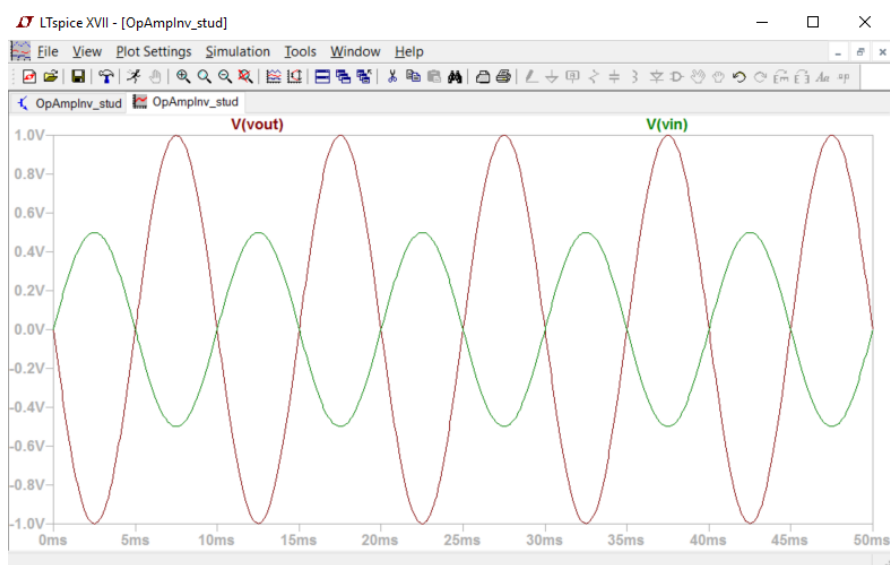 LTspice XVII - [OpAmpInv_stud]
File View Plot Settings Simulation Tools Window Help
OpAmpInv_stud OpAmpInv_stud
V(vout) V(vin)
1.0V
0.8V
0.6V
0.4V
0.2V
0.0V
-0.2V
-0.4V
-0.6V
-0.8V
-1.0V
0ms 5ms 10ms 15ms 20ms 25ms 30ms 35ms 40ms 45ms 50ms